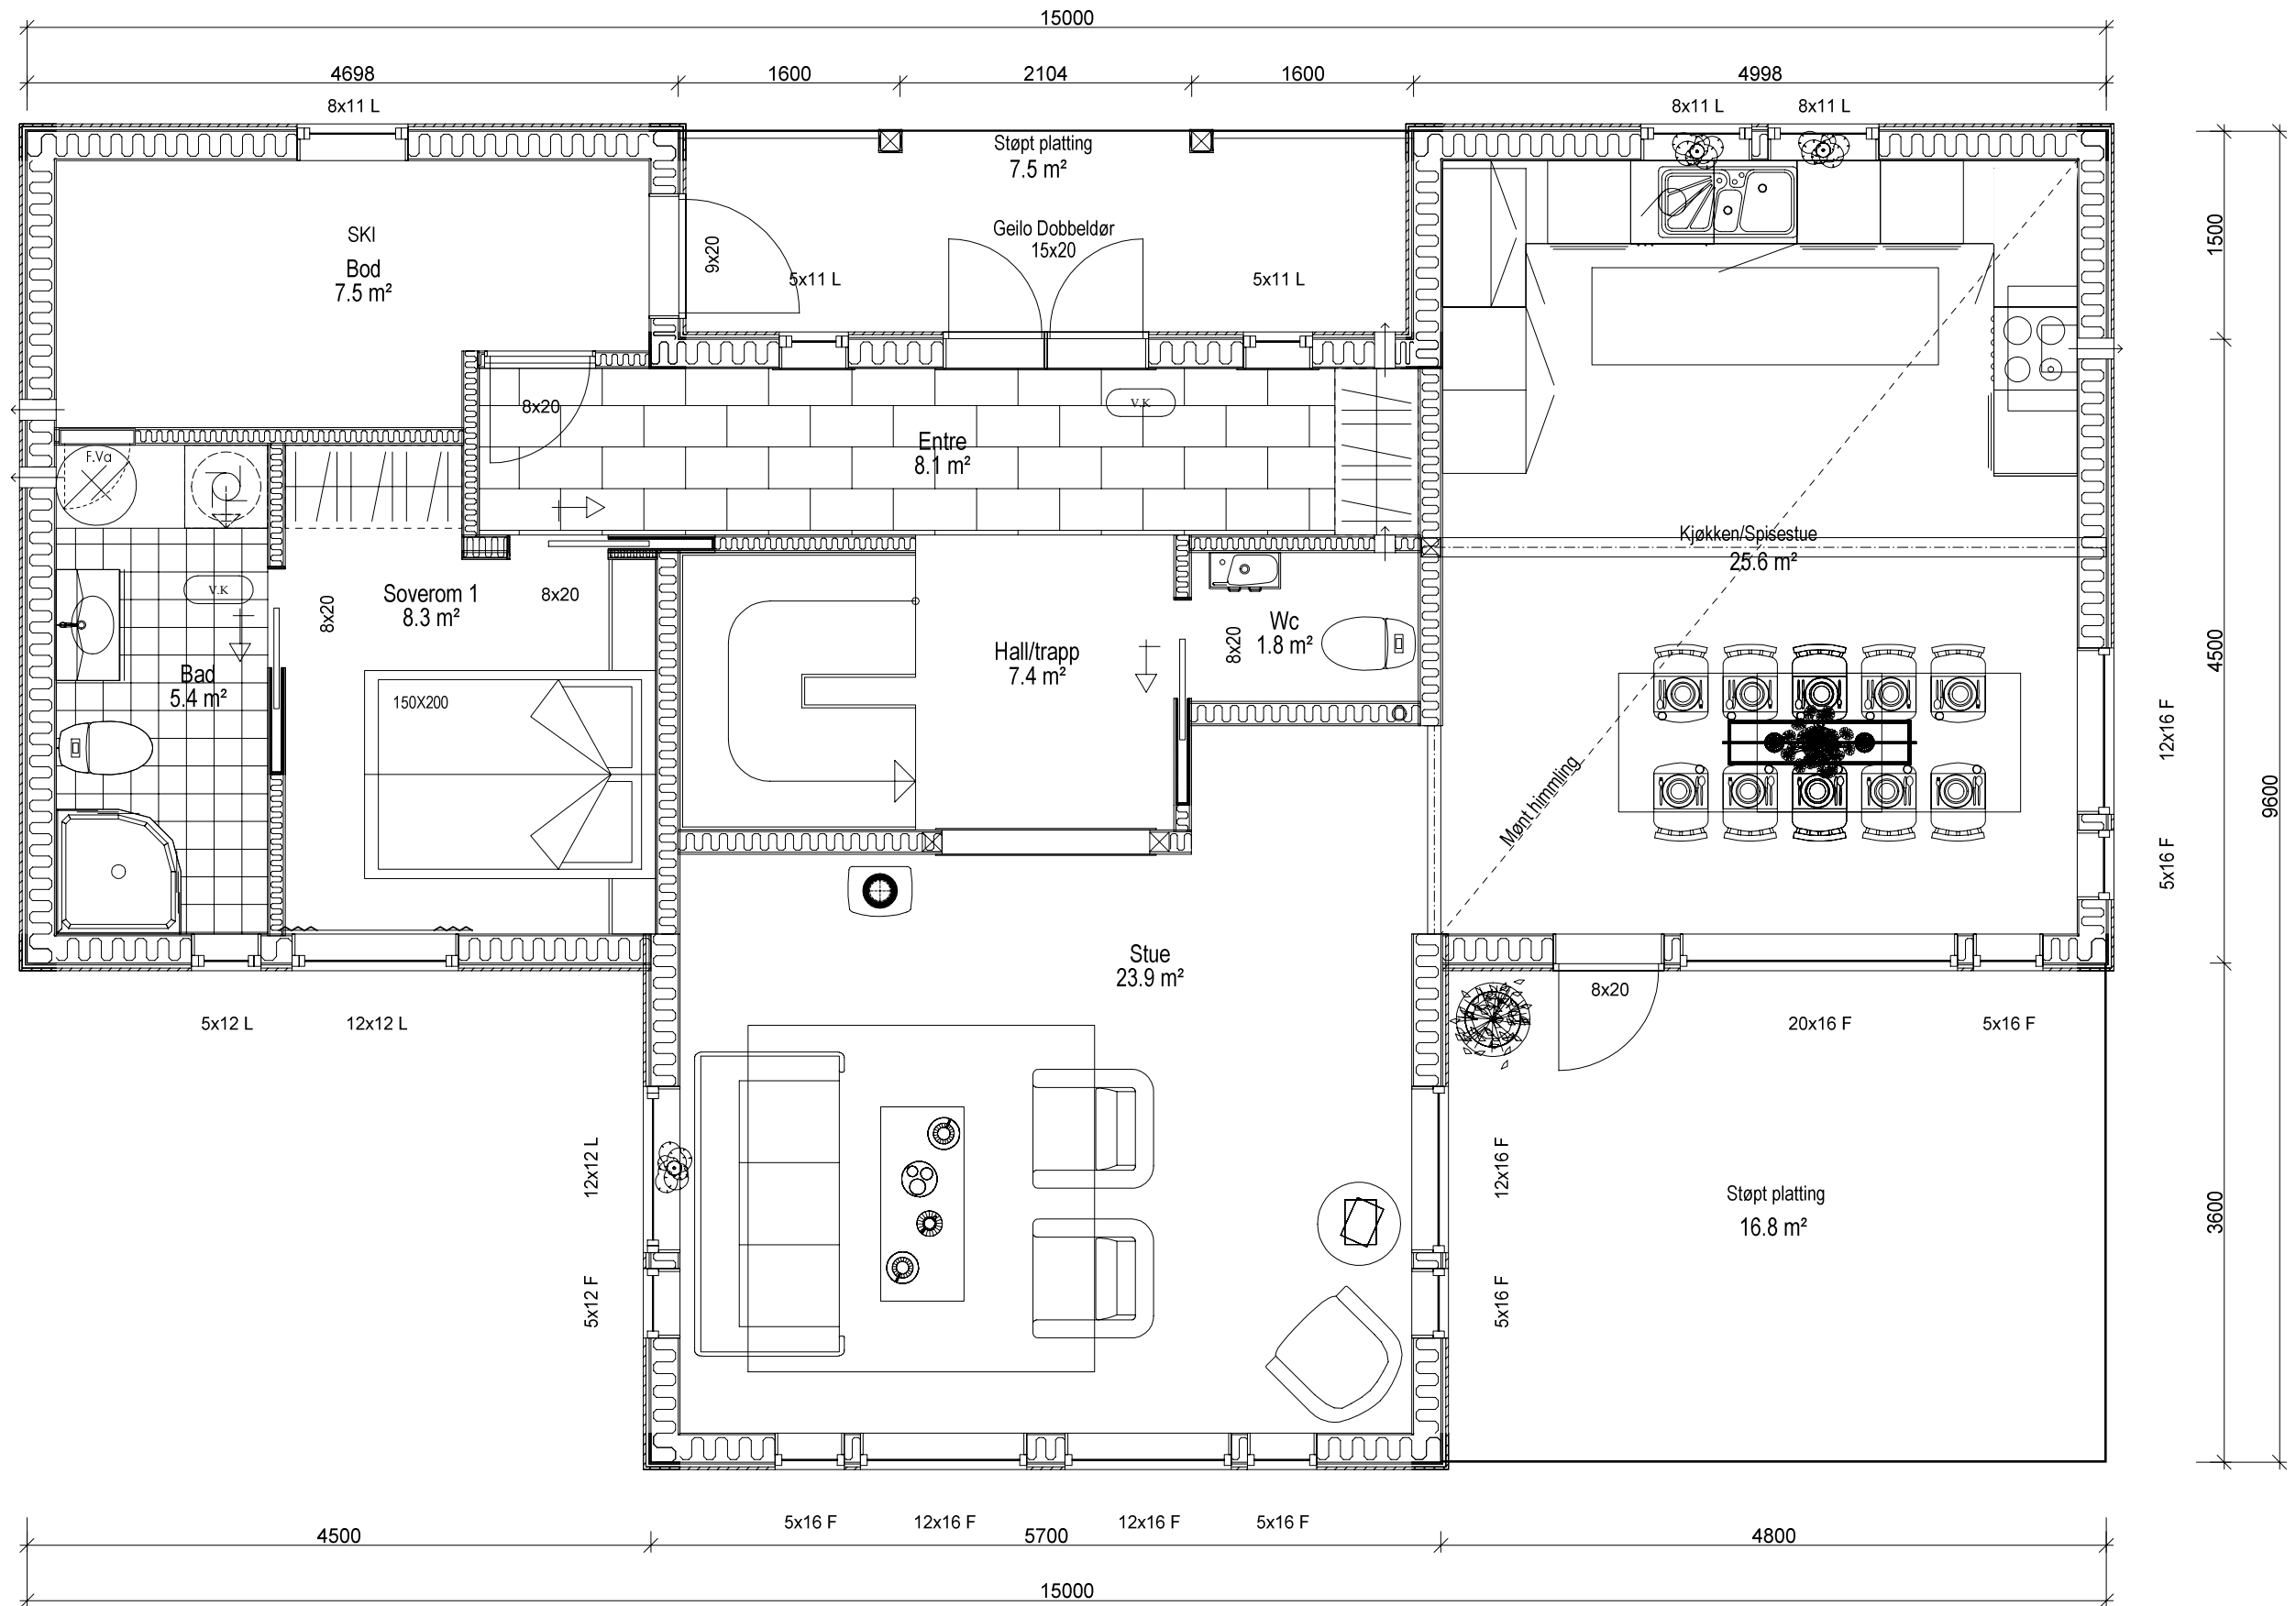 15000
4698
1600
2104
1600
4998
8x11 L
8x11 L
8x11 L
Støpt platting
7.5 m²
SKI
Bod
7.5 m²
9x20
Geilo Dobbeldør
15x20
5x11 L
5x11 L
1500
8x20
V.K
Entre
8.1 m²
F.Va
Kjøkken/Spisestue
25.6 m²
V.K
8x20
Soverom 1
8.3 m²
8x20
Wc
1.8 m²
8x20
Hall/trapp
7.4 m²
4500
Bad
5.4 m²
150X200
12x16 F
Mønt himmling
9600
5x16 F
Stue
23.9 m²
8x20
5x12 L
12x12 L
20x16 F
5x16 F
12x12 L
12x16 F
Støpt platting
16.8 m²
3600
5x12 F
5x16 F
5x16 F
12x16 F
12x16 F
5x16 F
4500
5700
4800
15000